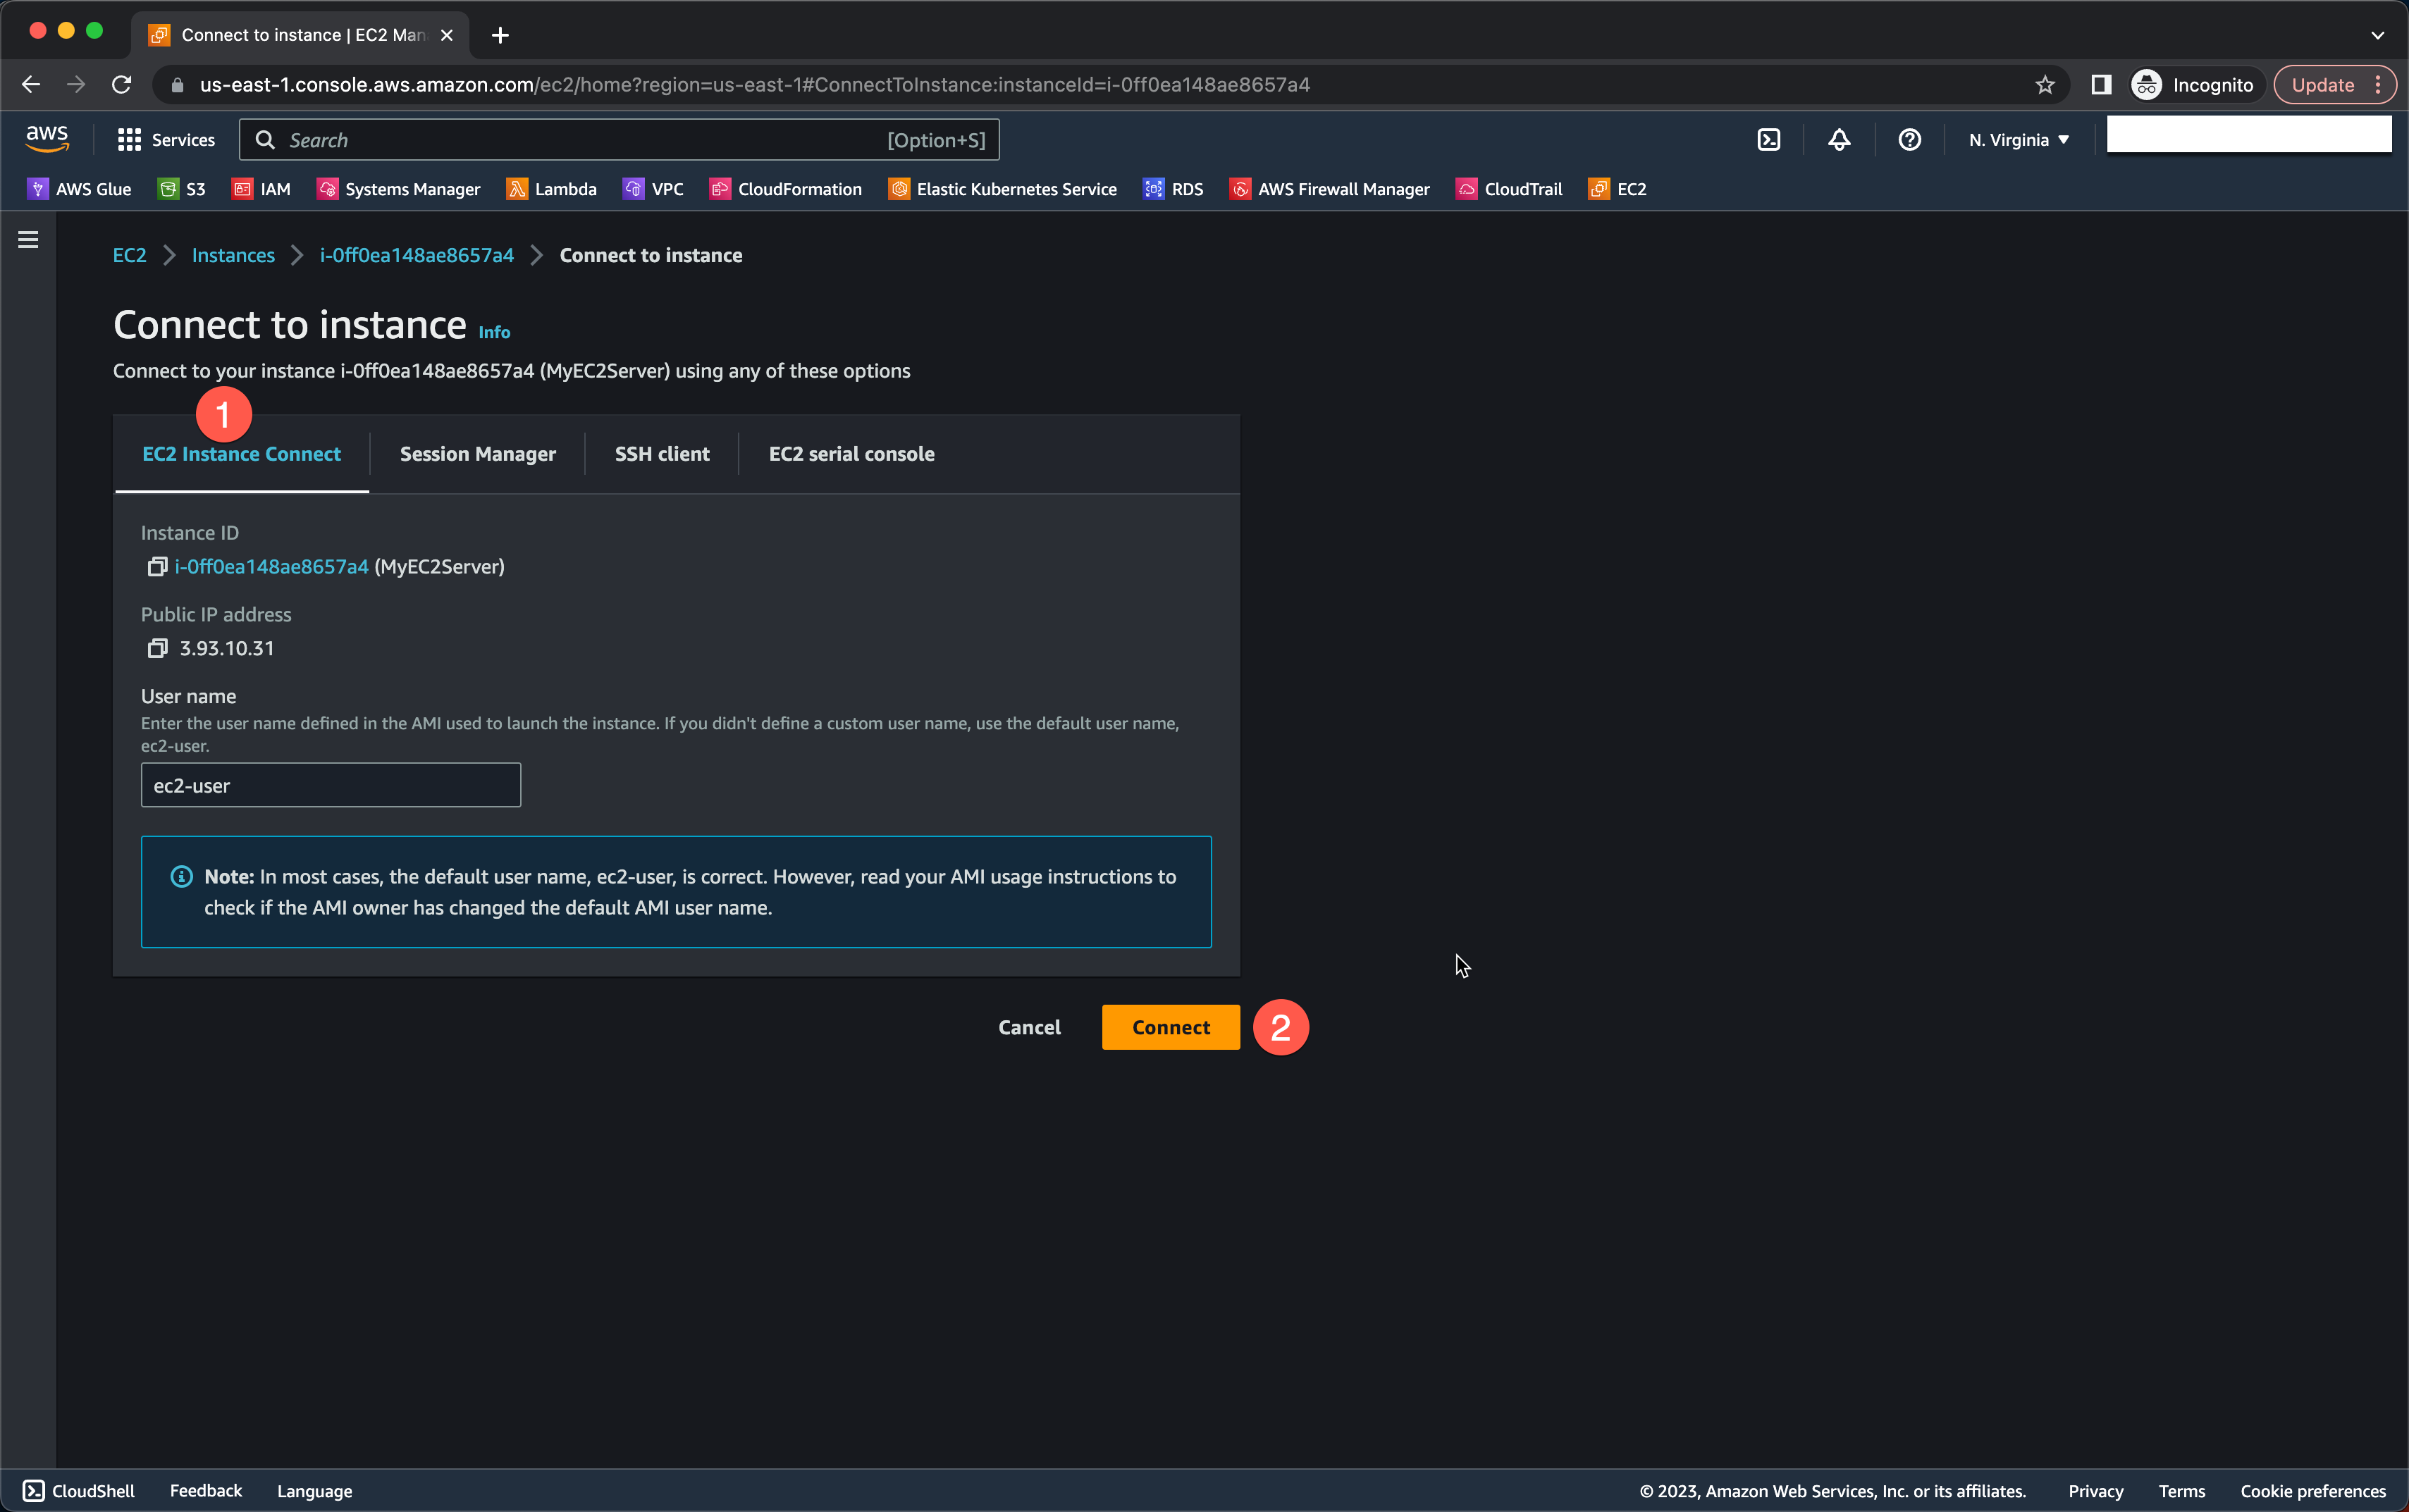 Connect to instance | EC2 Man
us-east-1.console.aws.amazon.com/ec2/home?region=us-east-1#ConnectToInstance:instanceId=i-0ff0ea148ae8657a4
Incognito
Update
aws
Services
Search
[Option+S]
N. Virginia
AWS Glue
S3
IAM
Systems Manager
Lambda
VPC
CloudFormation
Elastic Kubernetes Service
RDS
AWS Firewall Manager
CloudTrail
EC2
EC2
Instances
i-0ff0ea148ae8657a4
Connect to instance
Connect to instance Info
Connect to your instance i-0ff0ea148ae8657a4 (MyEC2Server) using any of these options
1
EC2 Instance Connect
Session Manager
SSH client
EC2 serial console
Instance ID
i-0ff0ea148ae8657a4 (MyEC2Server)
Public IP address
3.93.10.31
User name
Enter the user name defined in the AMI used to launch the instance. If you didn't define a custom user name, use the default user name,
ec2-user.
ec2-user
Note: In most cases, the default user name, ec2-user, is correct. However, read your AMI usage instructions to
check if the AMI owner has changed the default AMI user name.
Cancel
Connect
2
CloudShell
Feedback
Language
© 2023, Amazon Web Services, Inc. or its affiliates.
Privacy
Terms
Cookie preferences